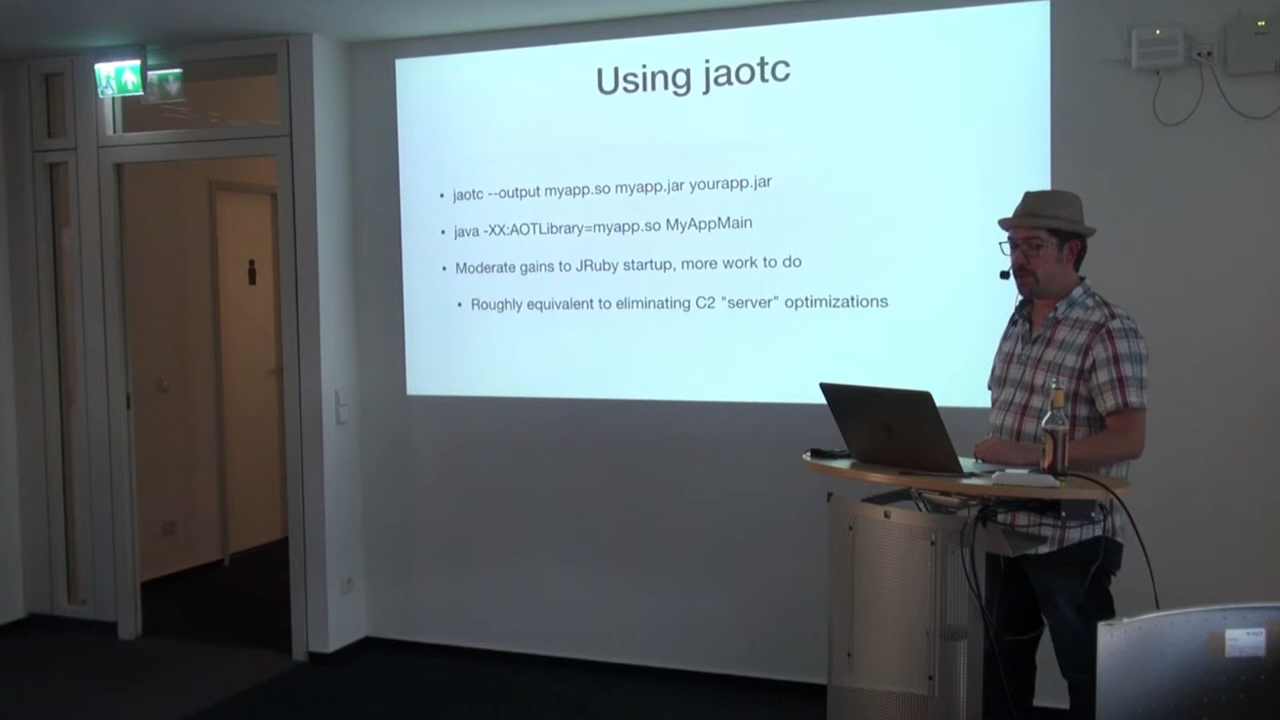 Using jaotc
• jaotc --output myapp.so myapp.jar yourapp.jar
• java -XX:AOTLibrary=myapp.so MyAppMain
• Moderate gains to JRuby startup, more work to do
• Roughly equivalent to eliminating C2 "server" optimizations